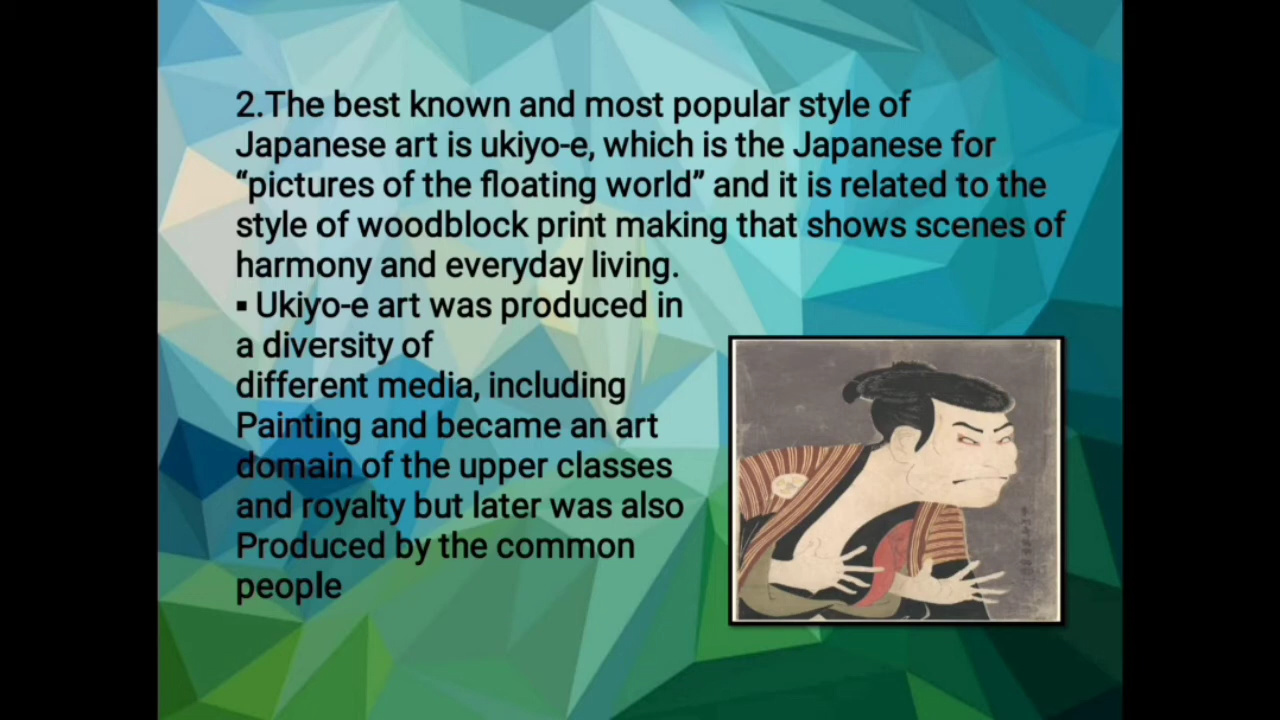 2.The best known and most popular style of
Japanese art is ukiyo-e, which is the Japanese for
“pictures of the floating world” and it is related to the
style of woodblock print making that shows scenes of
harmony and everyday living.
▪ Ukiyo-e art was produced in
a diversity of
different media, including
Painting and became an art
domain of the upper classes
and royalty but later was also
Produced by the common
people